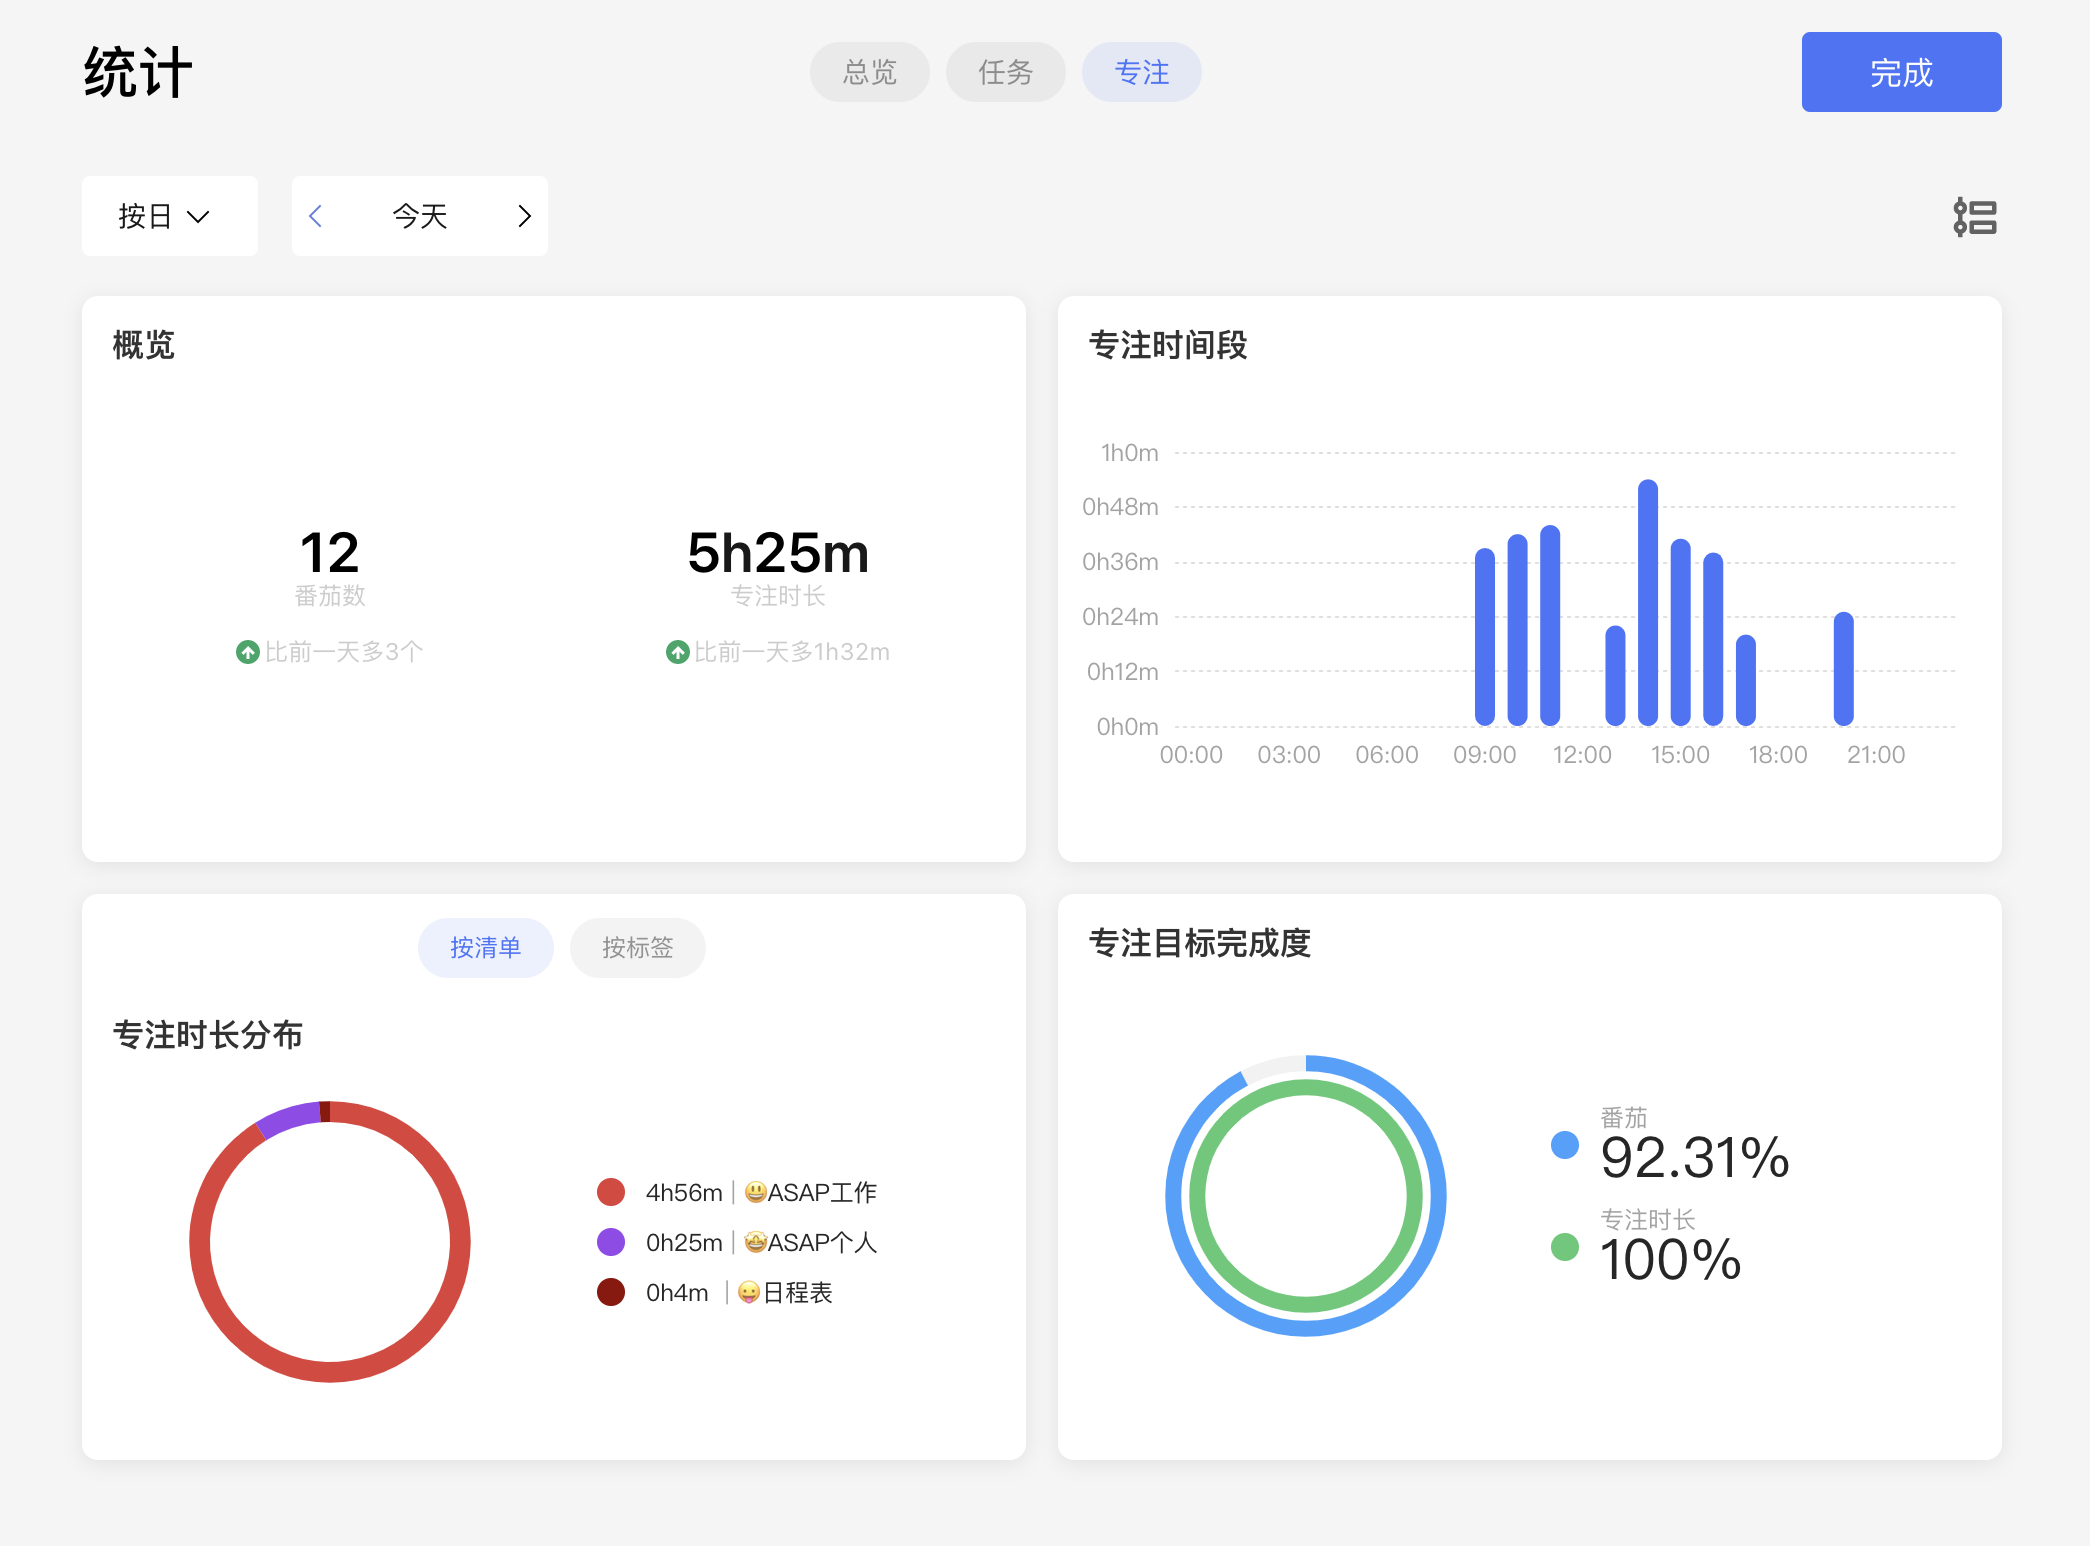 统计
总览
任务
专注
完成
按日
今天
概览
12
番茄数
比前一天多3个
5h25m
专注时长
比前一天多1h32m
专注时间段
1h0m
0h48m
0h36m
0h24m
0h12m
0h0m
00:00 03:00 06:00 09:00 12:00 15:00 18:00 21:00
按清单
按标签
专注时长分布
4h56m | 😃ASAP工作
0h25m | 🤩ASAP个人
0h4m | 😛日程表
专注目标完成度
番茄
92.31%
专注时长
100%